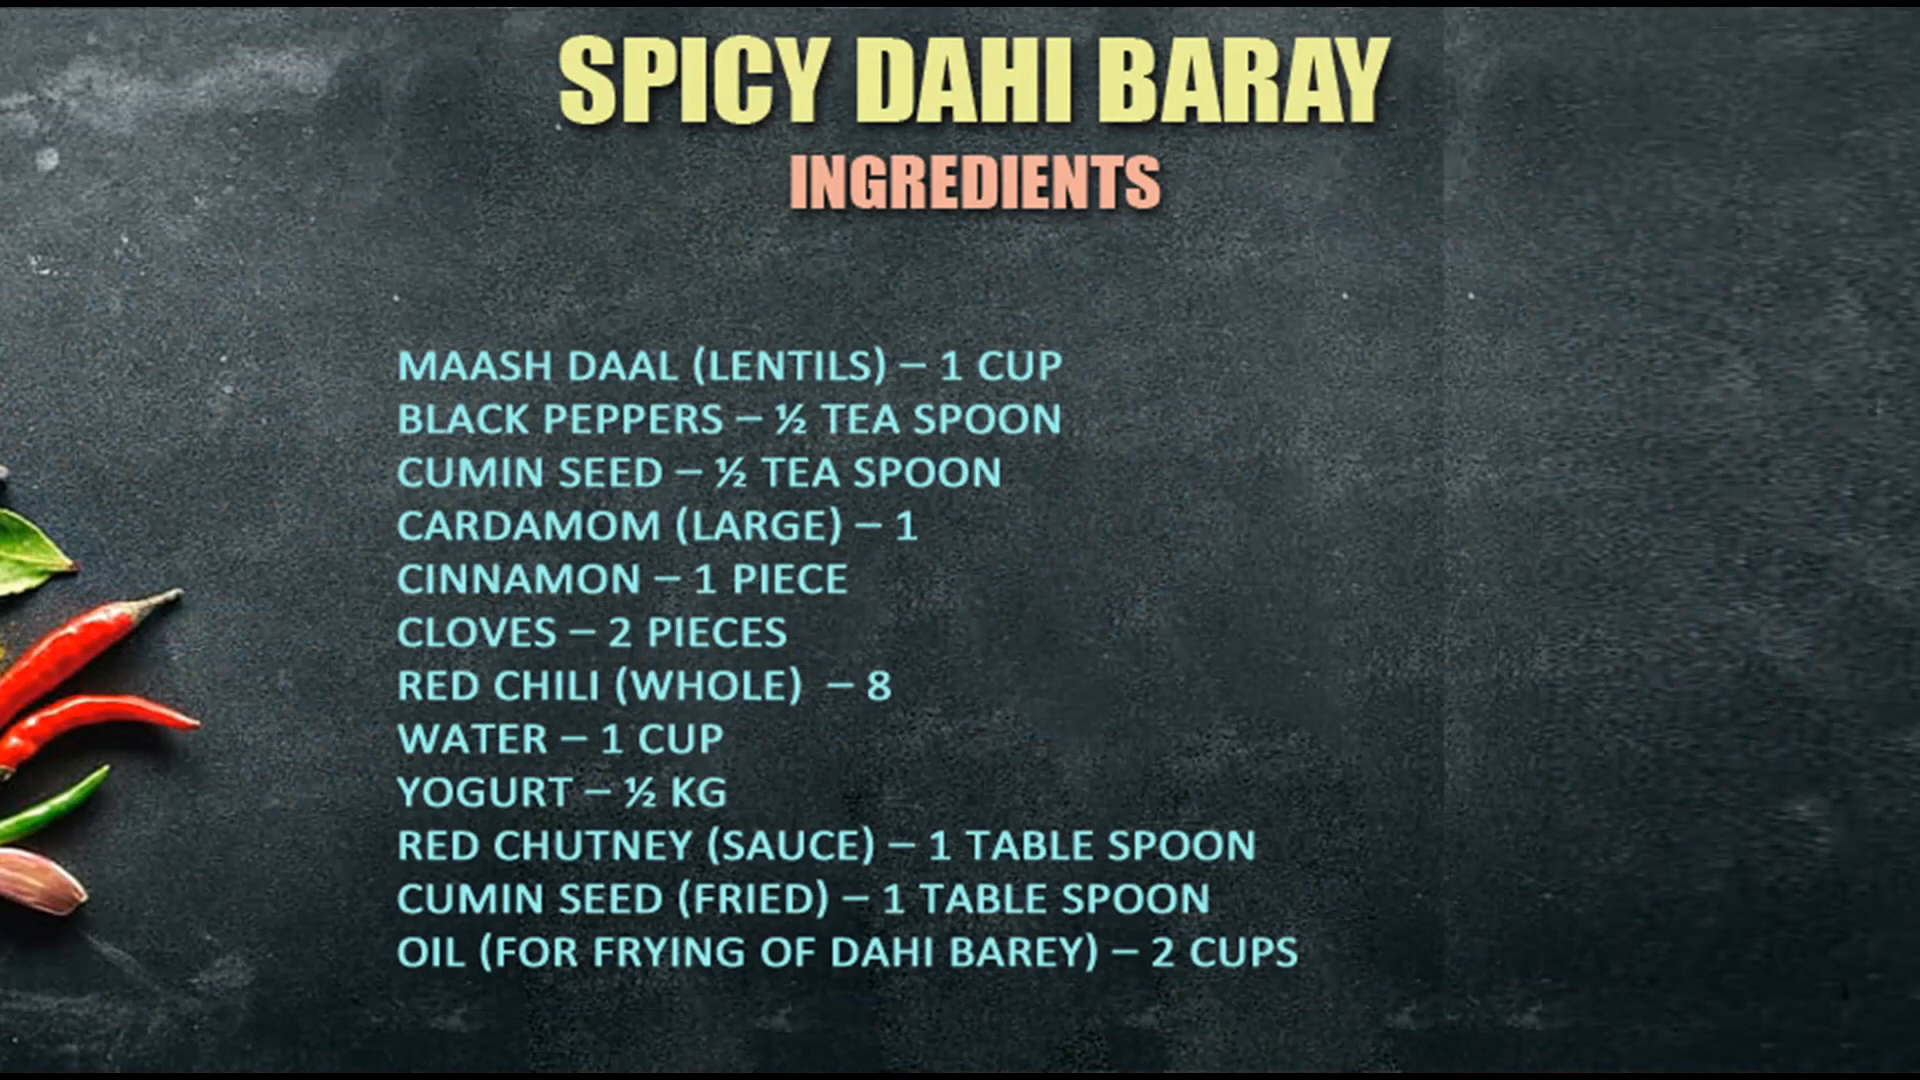 SPICY DAHI BARAY
INGREDIENTS
MAASH DAAL (LENTILS) – 1 CUP
BLACK PEPPERS – ½ TEA SPOON
CUMIN SEED – ½ TEA SPOON
CARDAMOM (LARGE) – 1
CINNAMON – 1 PIECE
CLOVES – 2 PIECES
RED CHILI (WHOLE) – 8
WATER – 1 CUP
YOGURT – ½ KG
RED CHUTNEY (SAUCE) – 1 TABLE SPOON
CUMIN SEED (FRIED) – 1 TABLE SPOON
OIL (FOR FRYING OF DAHI BAREY) – 2 CUPS